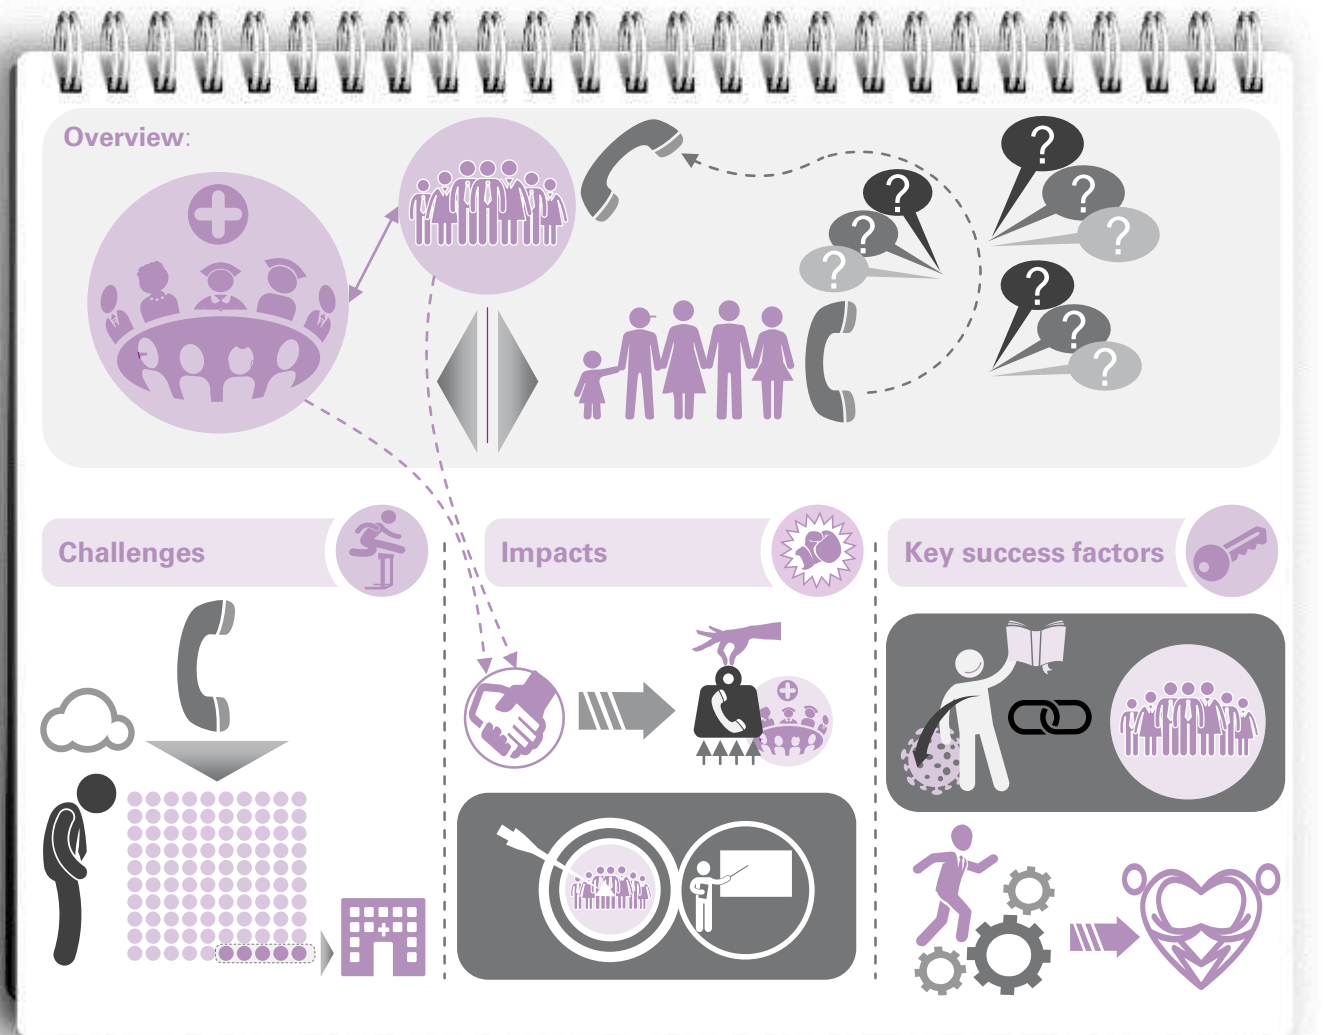 Overview:
? ? ?
? ? ?
? ? ?
Challenges
Impacts
Key success factors